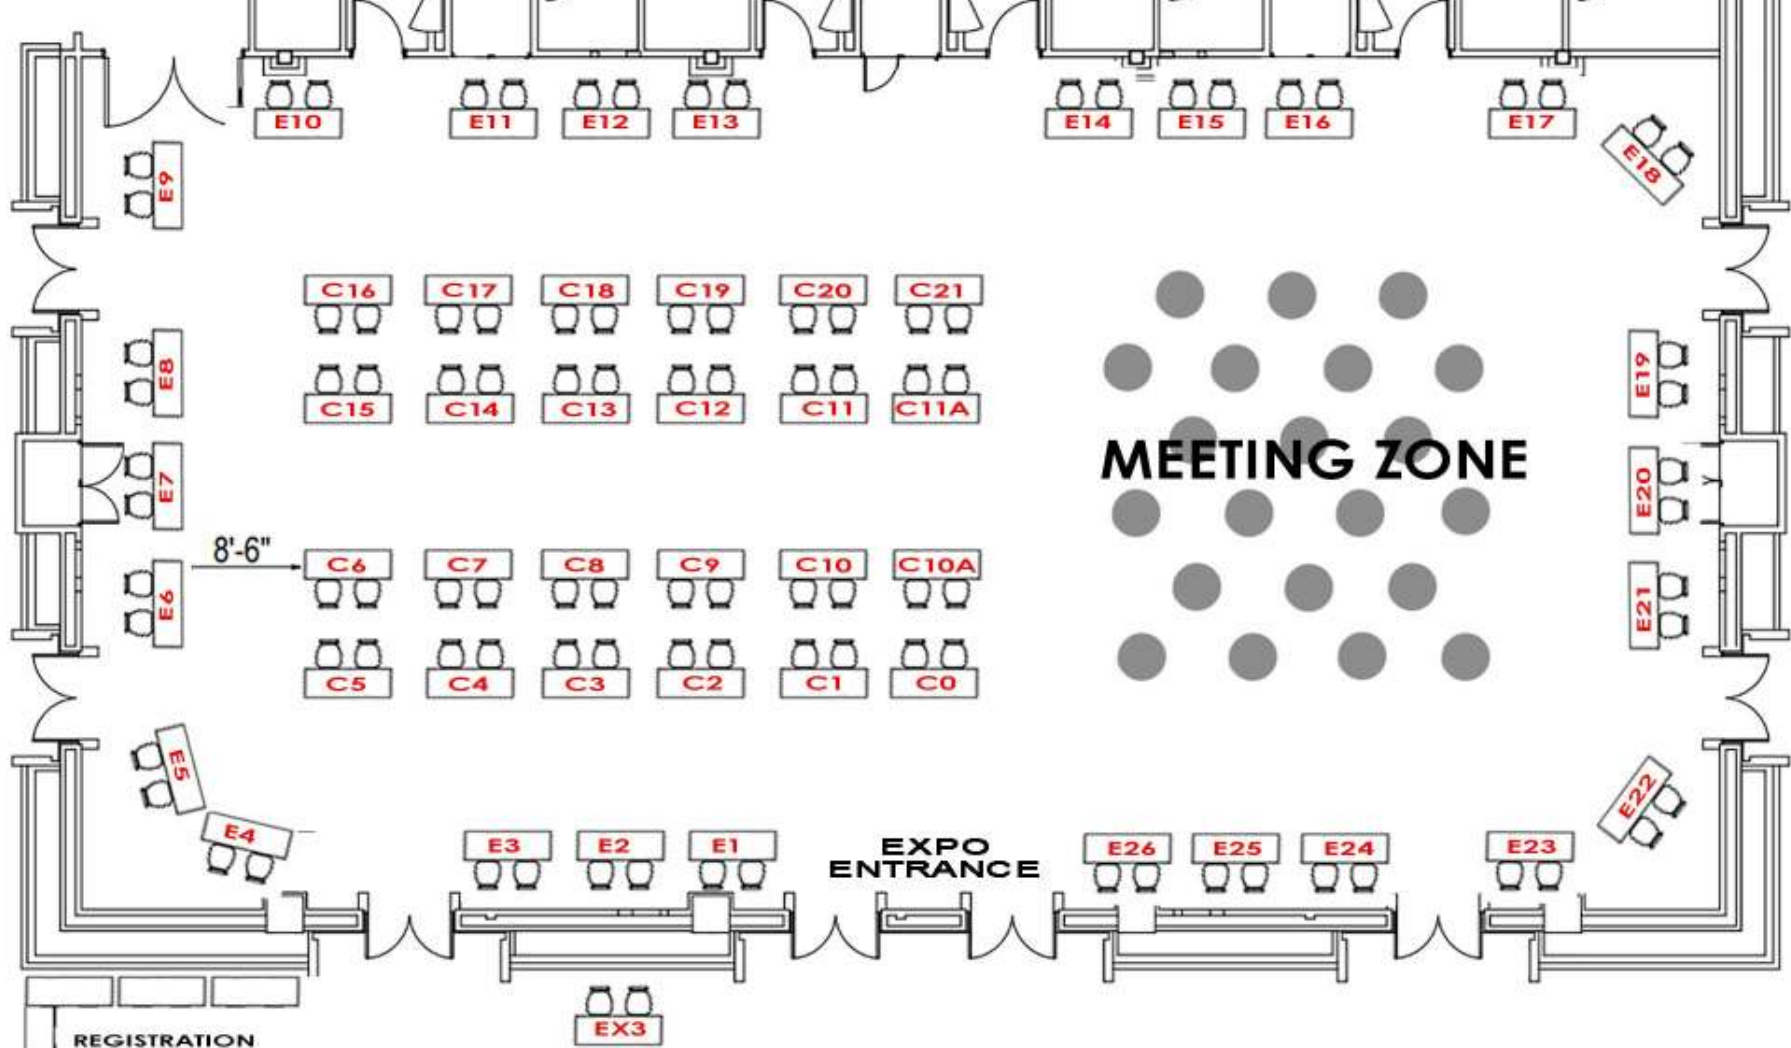 E10 E11 E12 E13 E14 E15 E16 E17
E18
E9
C16 C17 C18 C19 C20 C21
E8
E19
C15 C14 C13 C12 C11 C11A
MEETING ZONE
E7
E20
8'-6"
C6 C7 C8 C9 C10 C10A
E6
E21
C5 C4 C3 C2 C1 C0
E5
E22
E4
E3 E2 E1
EXPO
ENTRANCE
E26 E25 E24 E23
EX3
REGISTRATION